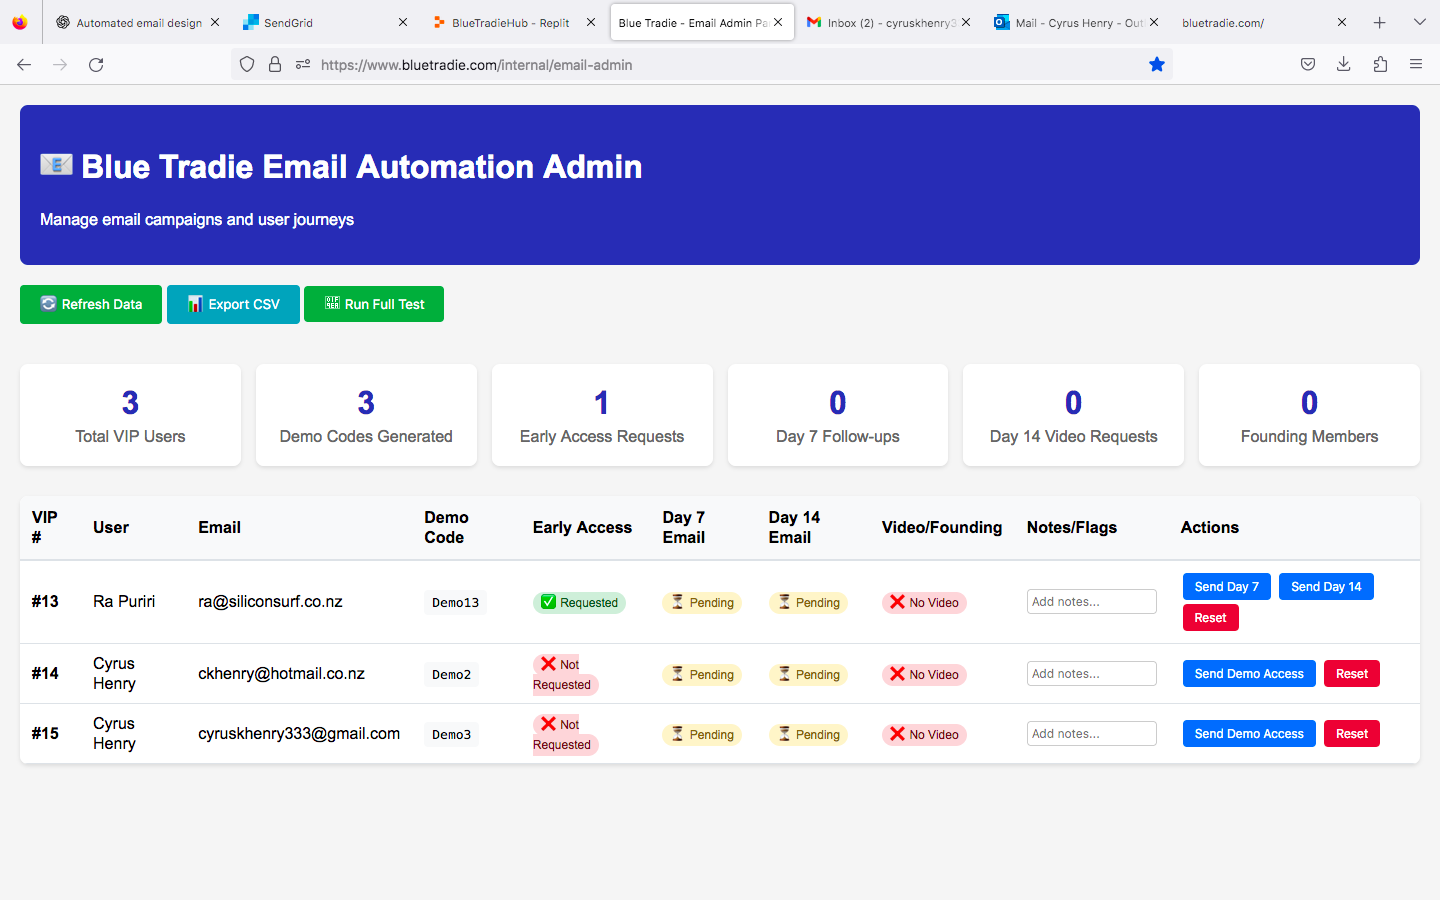 Automated email design
SendGrid
BlueTradieHub - Replit
Blue Tradie - Email Admin Pa
Inbox (2) - cyruskhenry3
Mail - Cyrus Henry - Out
bluetradie.com/
https://www.bluetradie.com/internal/email-admin
Blue Tradie Email Automation Admin
Manage email campaigns and user journeys
Refresh Data
Export CSV
Run Full Test
3
Total VIP Users
3
Demo Codes Generated
1
Early Access Requests
0
Day 7 Follow-ups
0
Day 14 Video Requests
0
Founding Members
VIP #
User
Email
Demo Code
Early Access
Day 7 Email
Day 14 Email
Video/Founding
Notes/Flags
Actions
#13
Ra Puriri
ra@siliconsurf.co.nz
Demo13
✅ Requested
⏳ Pending
⏳ Pending
❌ No Video
Add notes...
Send Day 7
Send Day 14
Reset
#14
Cyrus Henry
ckhenry@hotmail.co.nz
Demo2
❌ Not Requested
⏳ Pending
⏳ Pending
❌ No Video
Add notes...
Send Demo Access
Reset
#15
Cyrus Henry
cyruskhenry333@gmail.com
Demo3
❌ Not Requested
⏳ Pending
⏳ Pending
❌ No Video
Add notes...
Send Demo Access
Reset